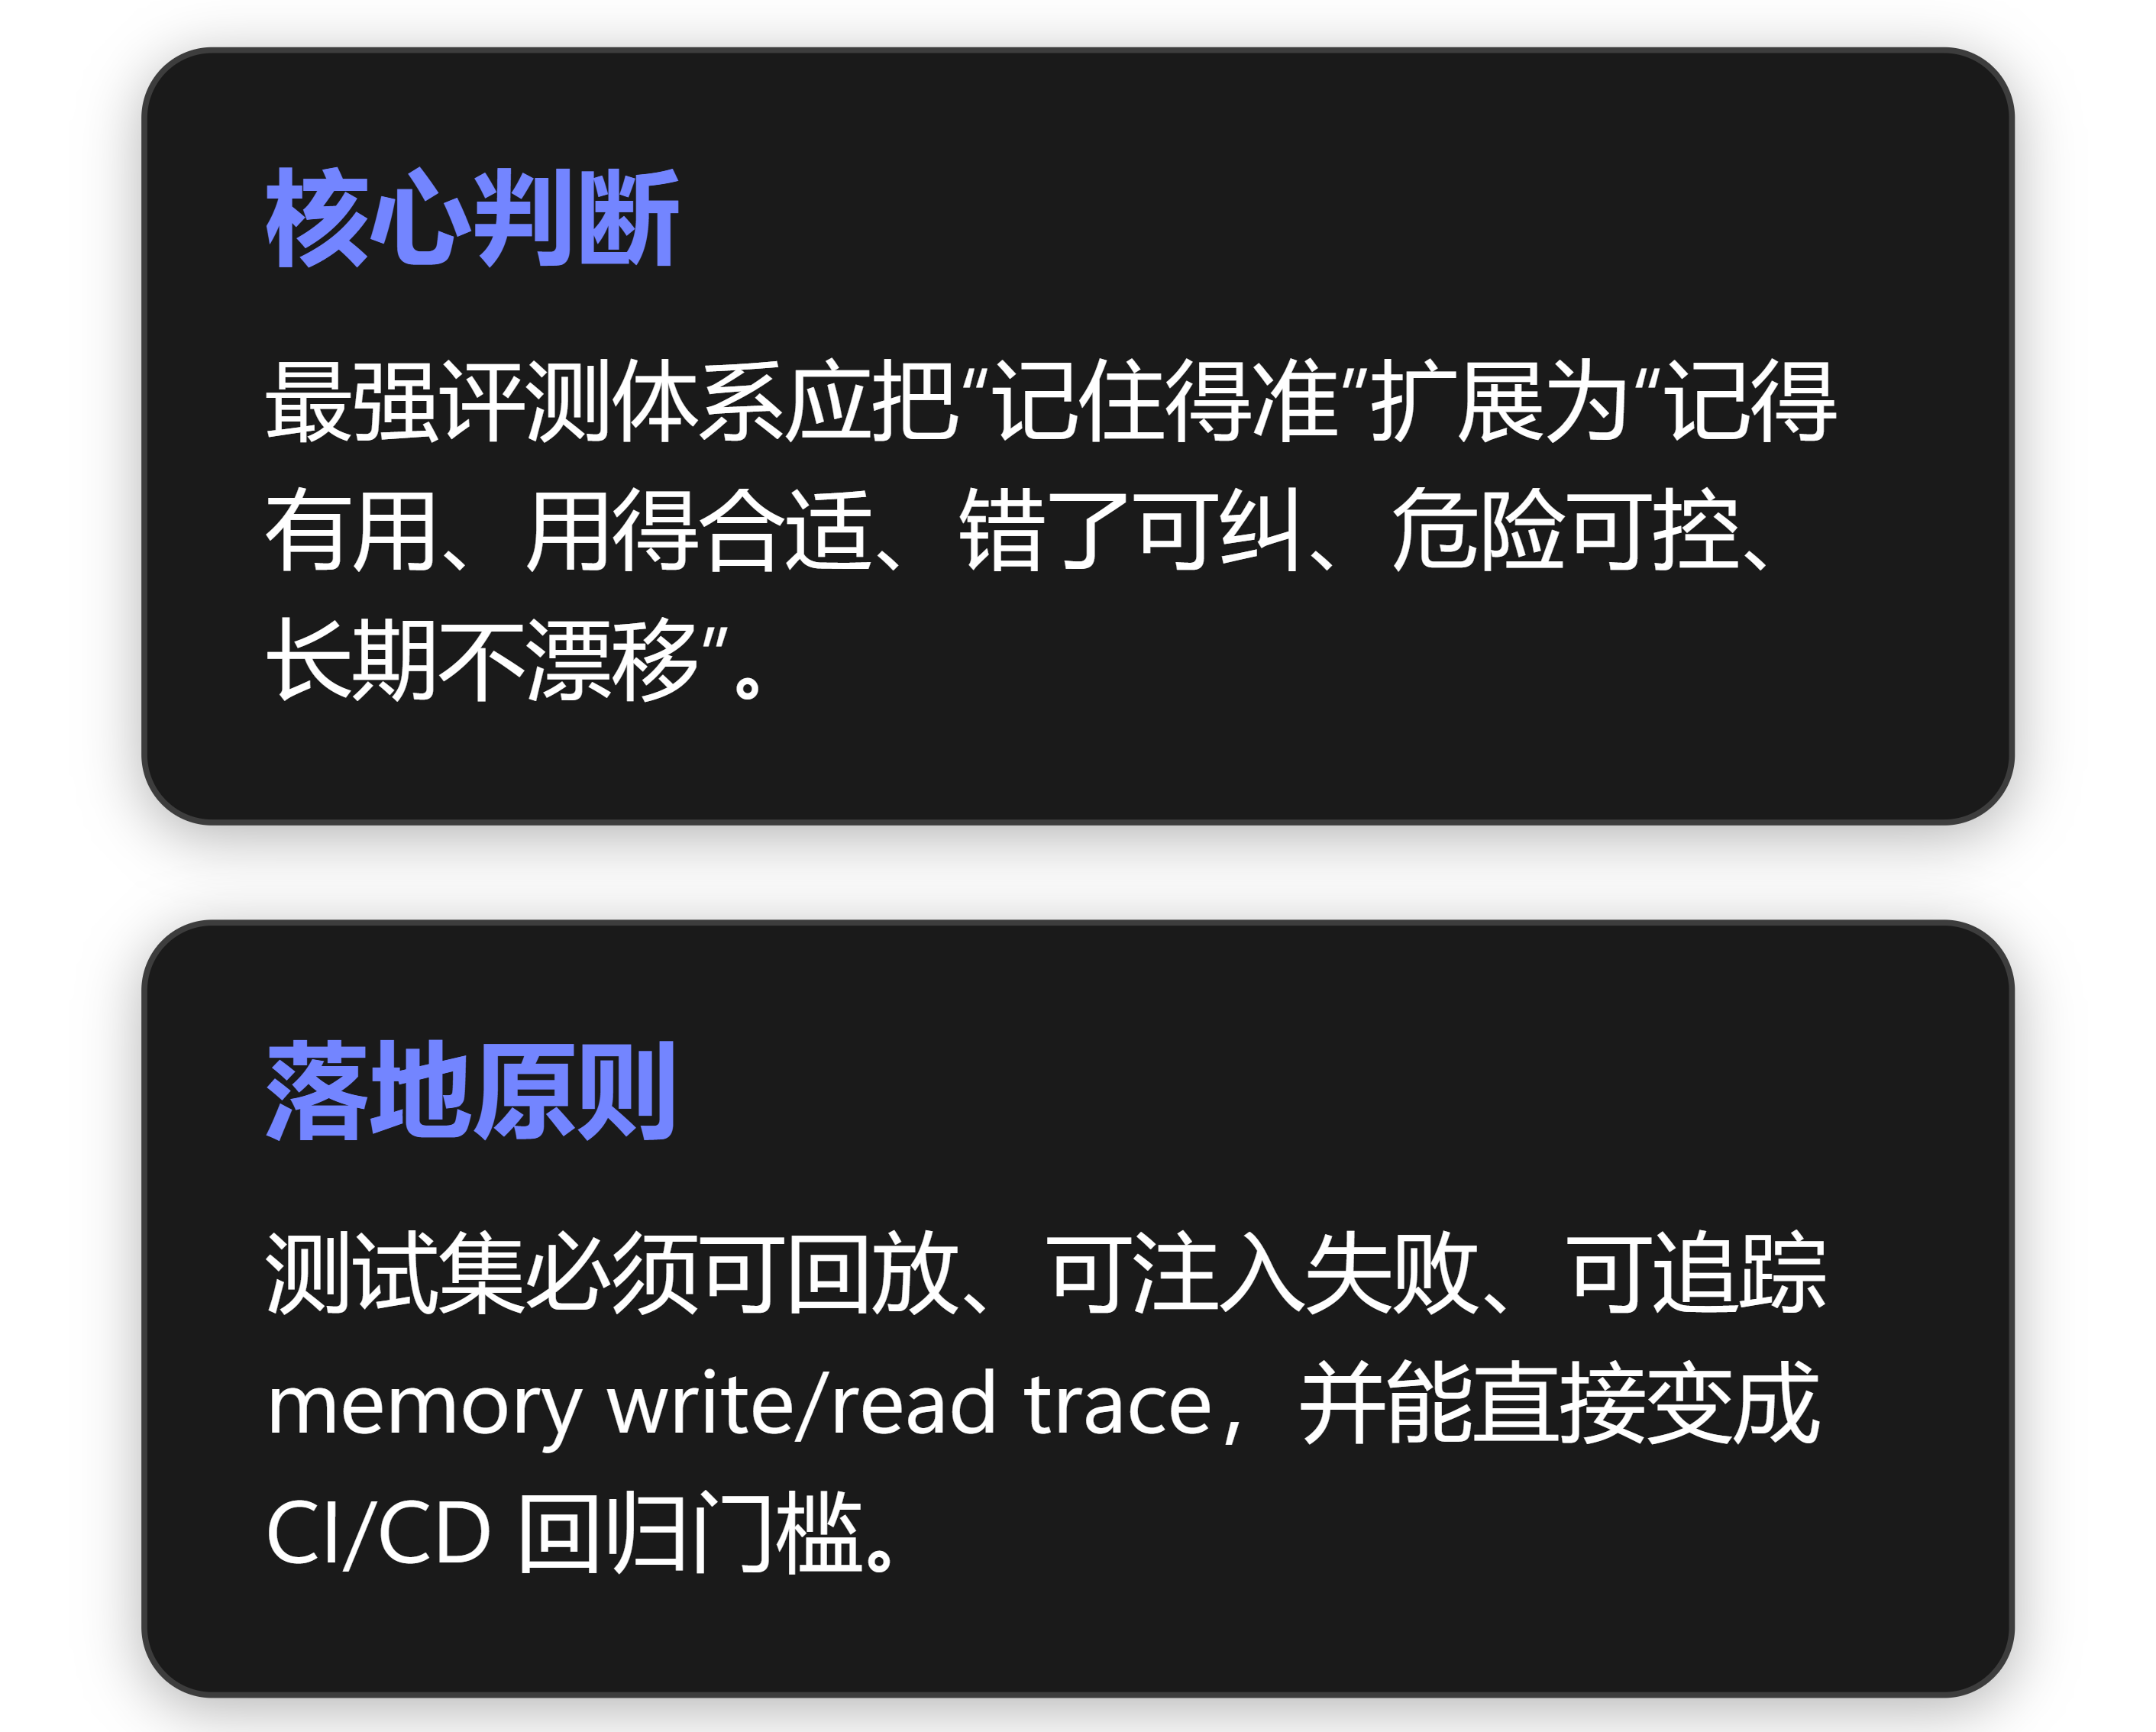 核心判断
最强评测体系应把“记住得准”扩展为“记得
有用、用得合适、错了可纠、危险可控、
长期不漂移”。
落地原则
测试集必须可回放、可注入失败、可追踪
memory write/read trace，并能直接变成
CI/CD 回归门槛。